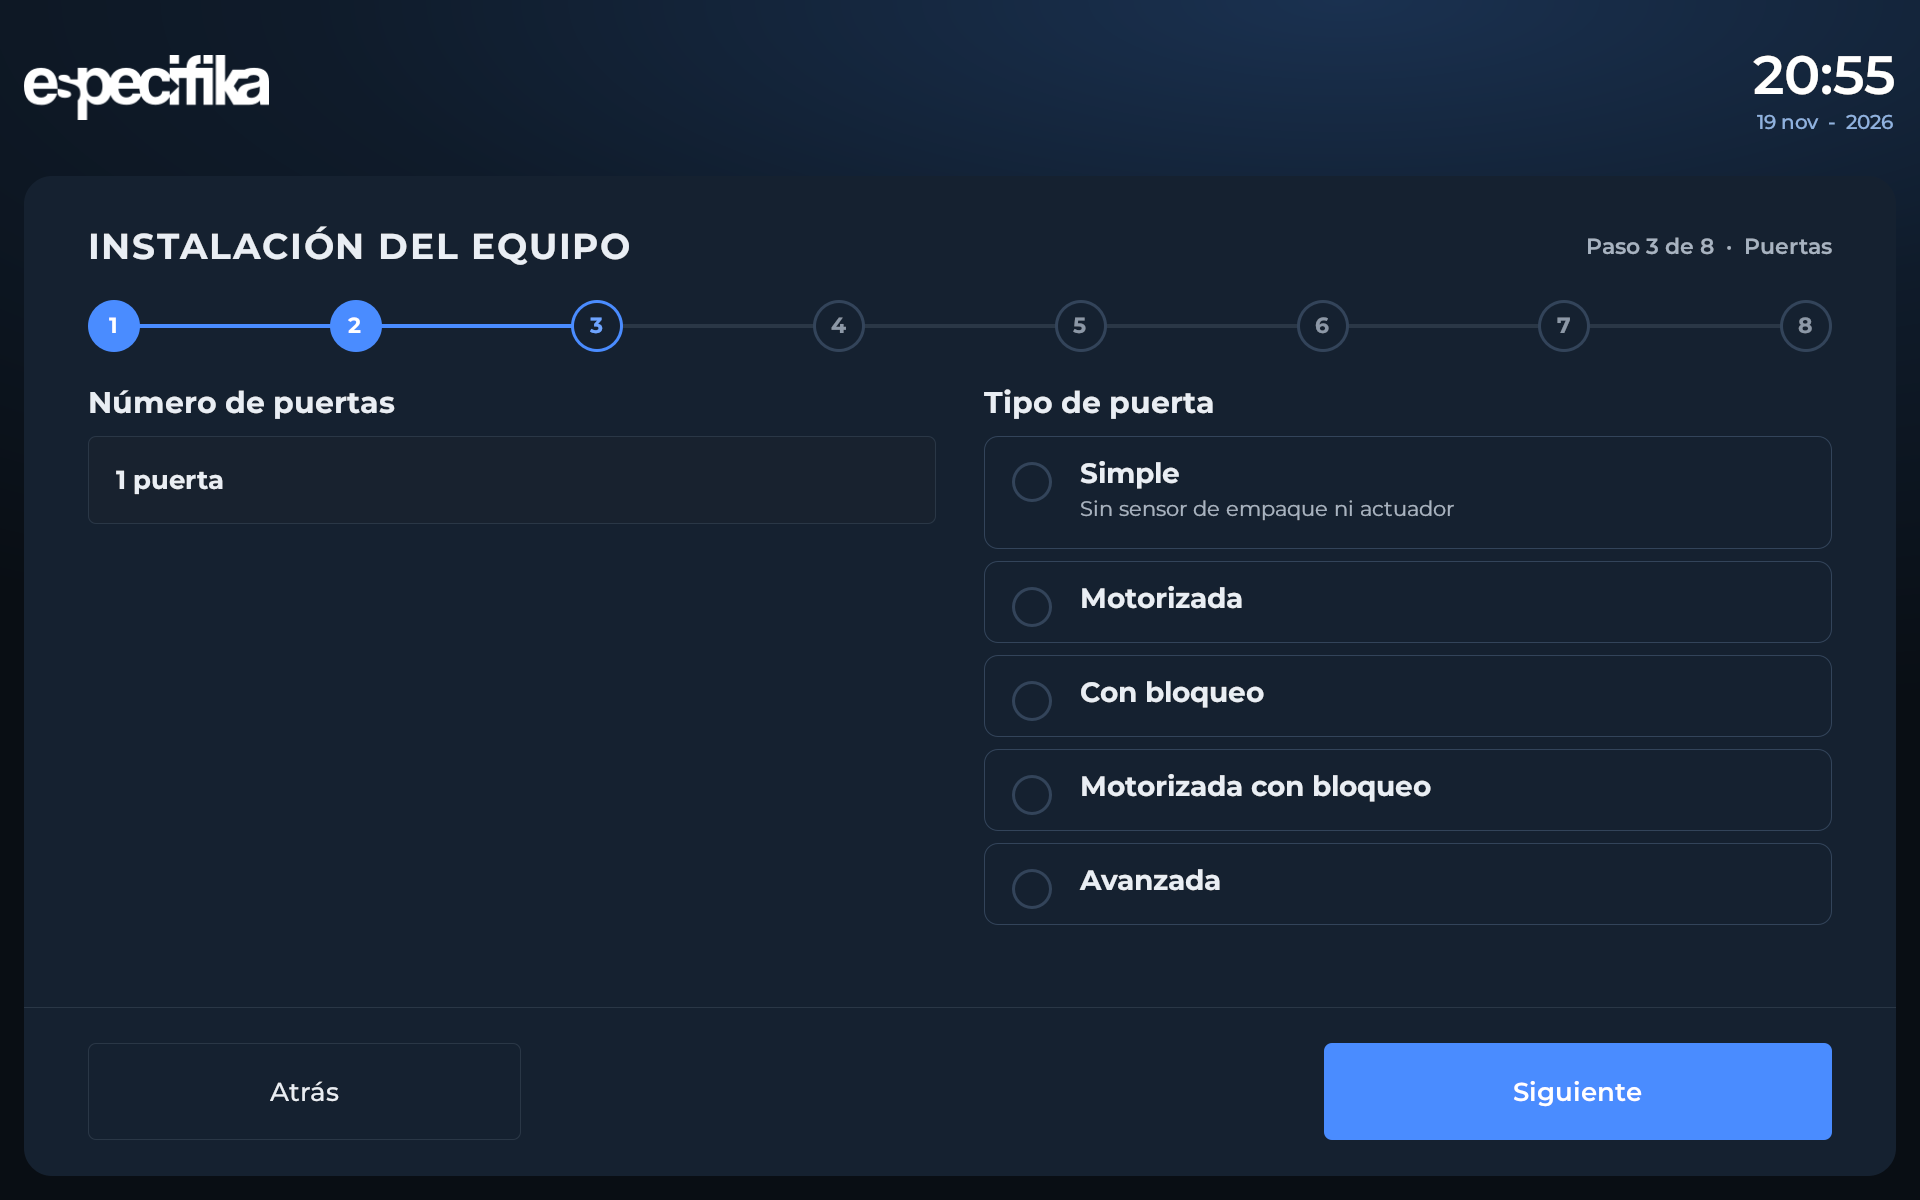 especifika
20:55
19 nov - 2026
INSTALACIÓN DEL EQUIPO
Paso 3 de 8 · Puertas
1 2 3 4 5 6 7 8
Número de puertas
1 puerta
Tipo de puerta
Simple
Sin sensor de empaque ni actuador
Motorizada
Con bloqueo
Motorizada con bloqueo
Avanzada
Atrás
Siguiente